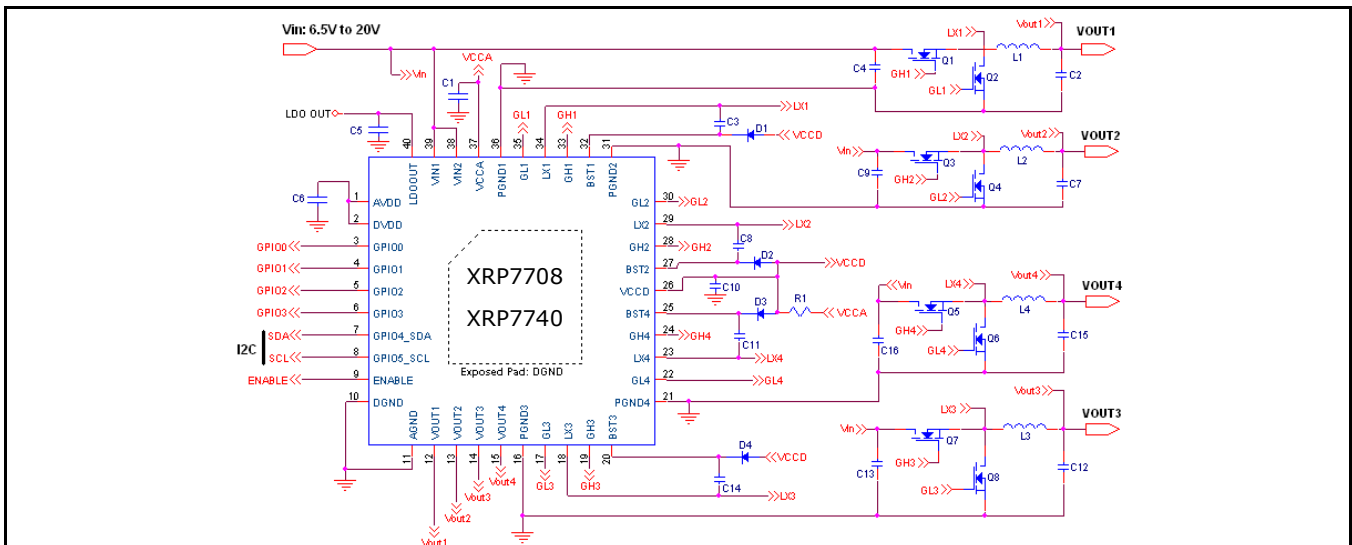 Vin: 6.5V to 20V
Vin
VCCA
C1
LDO OUT
C5
GL1
GH1
LX1
C3
D1
VCCD
C4
Q1
GH1
LX1
Q2
GL1
L1
Vout1
VOUT1
C2
Vin
C9
Q3
GH2
LX2
Q4
GL2
L2
Vout2
VOUT2
C7
40
39
38
37
36
35
34
33
32
31
LDOOUT
VIN1
VIN2
VCCA
PGND1
GL1
LX1
GH1
BST1
PGND2
C6
1 AVDD
2 DVDD
GPIO0 3 GPIO0
GPIO1 4 GPIO1
GPIO2 5 GPIO2
GPIO3 6 GPIO3
I2C
SDA 7 GPIO4_SDA
SCL 8 GPIO5_SCL
ENABLE 9 ENABLE
10 DGND
XRP7708
XRP7740
Exposed Pad: DGND
GL2 30 GL2
LX2 29 LX2
C8
GH2 28 GH2
BST2 27 D2 VCCD
VCCD 26 C10
BST4 25 D3 R1 VCCA
GH4 24 GH4
C11
LX4 23 LX4
GL4 22 GL4
PGND4 21
Vin
C16
Q5
GH4
LX4
Q6
GL4
L4
Vout4
VOUT4
C15
AGND
VOUT1
VOUT2
VOUT3
VOUT4
PGND3
GL3
LX3
GH3
BST3
11
12
13
14
15
16
17
18
19
20
Vout1
Vout2
Vout3
Vout4
GL3
GH3
D4
VCCD
C14
LX3
Vin
C13
Q7
GH3
LX3
Q8
GL3
L3
Vout3
VOUT3
C12